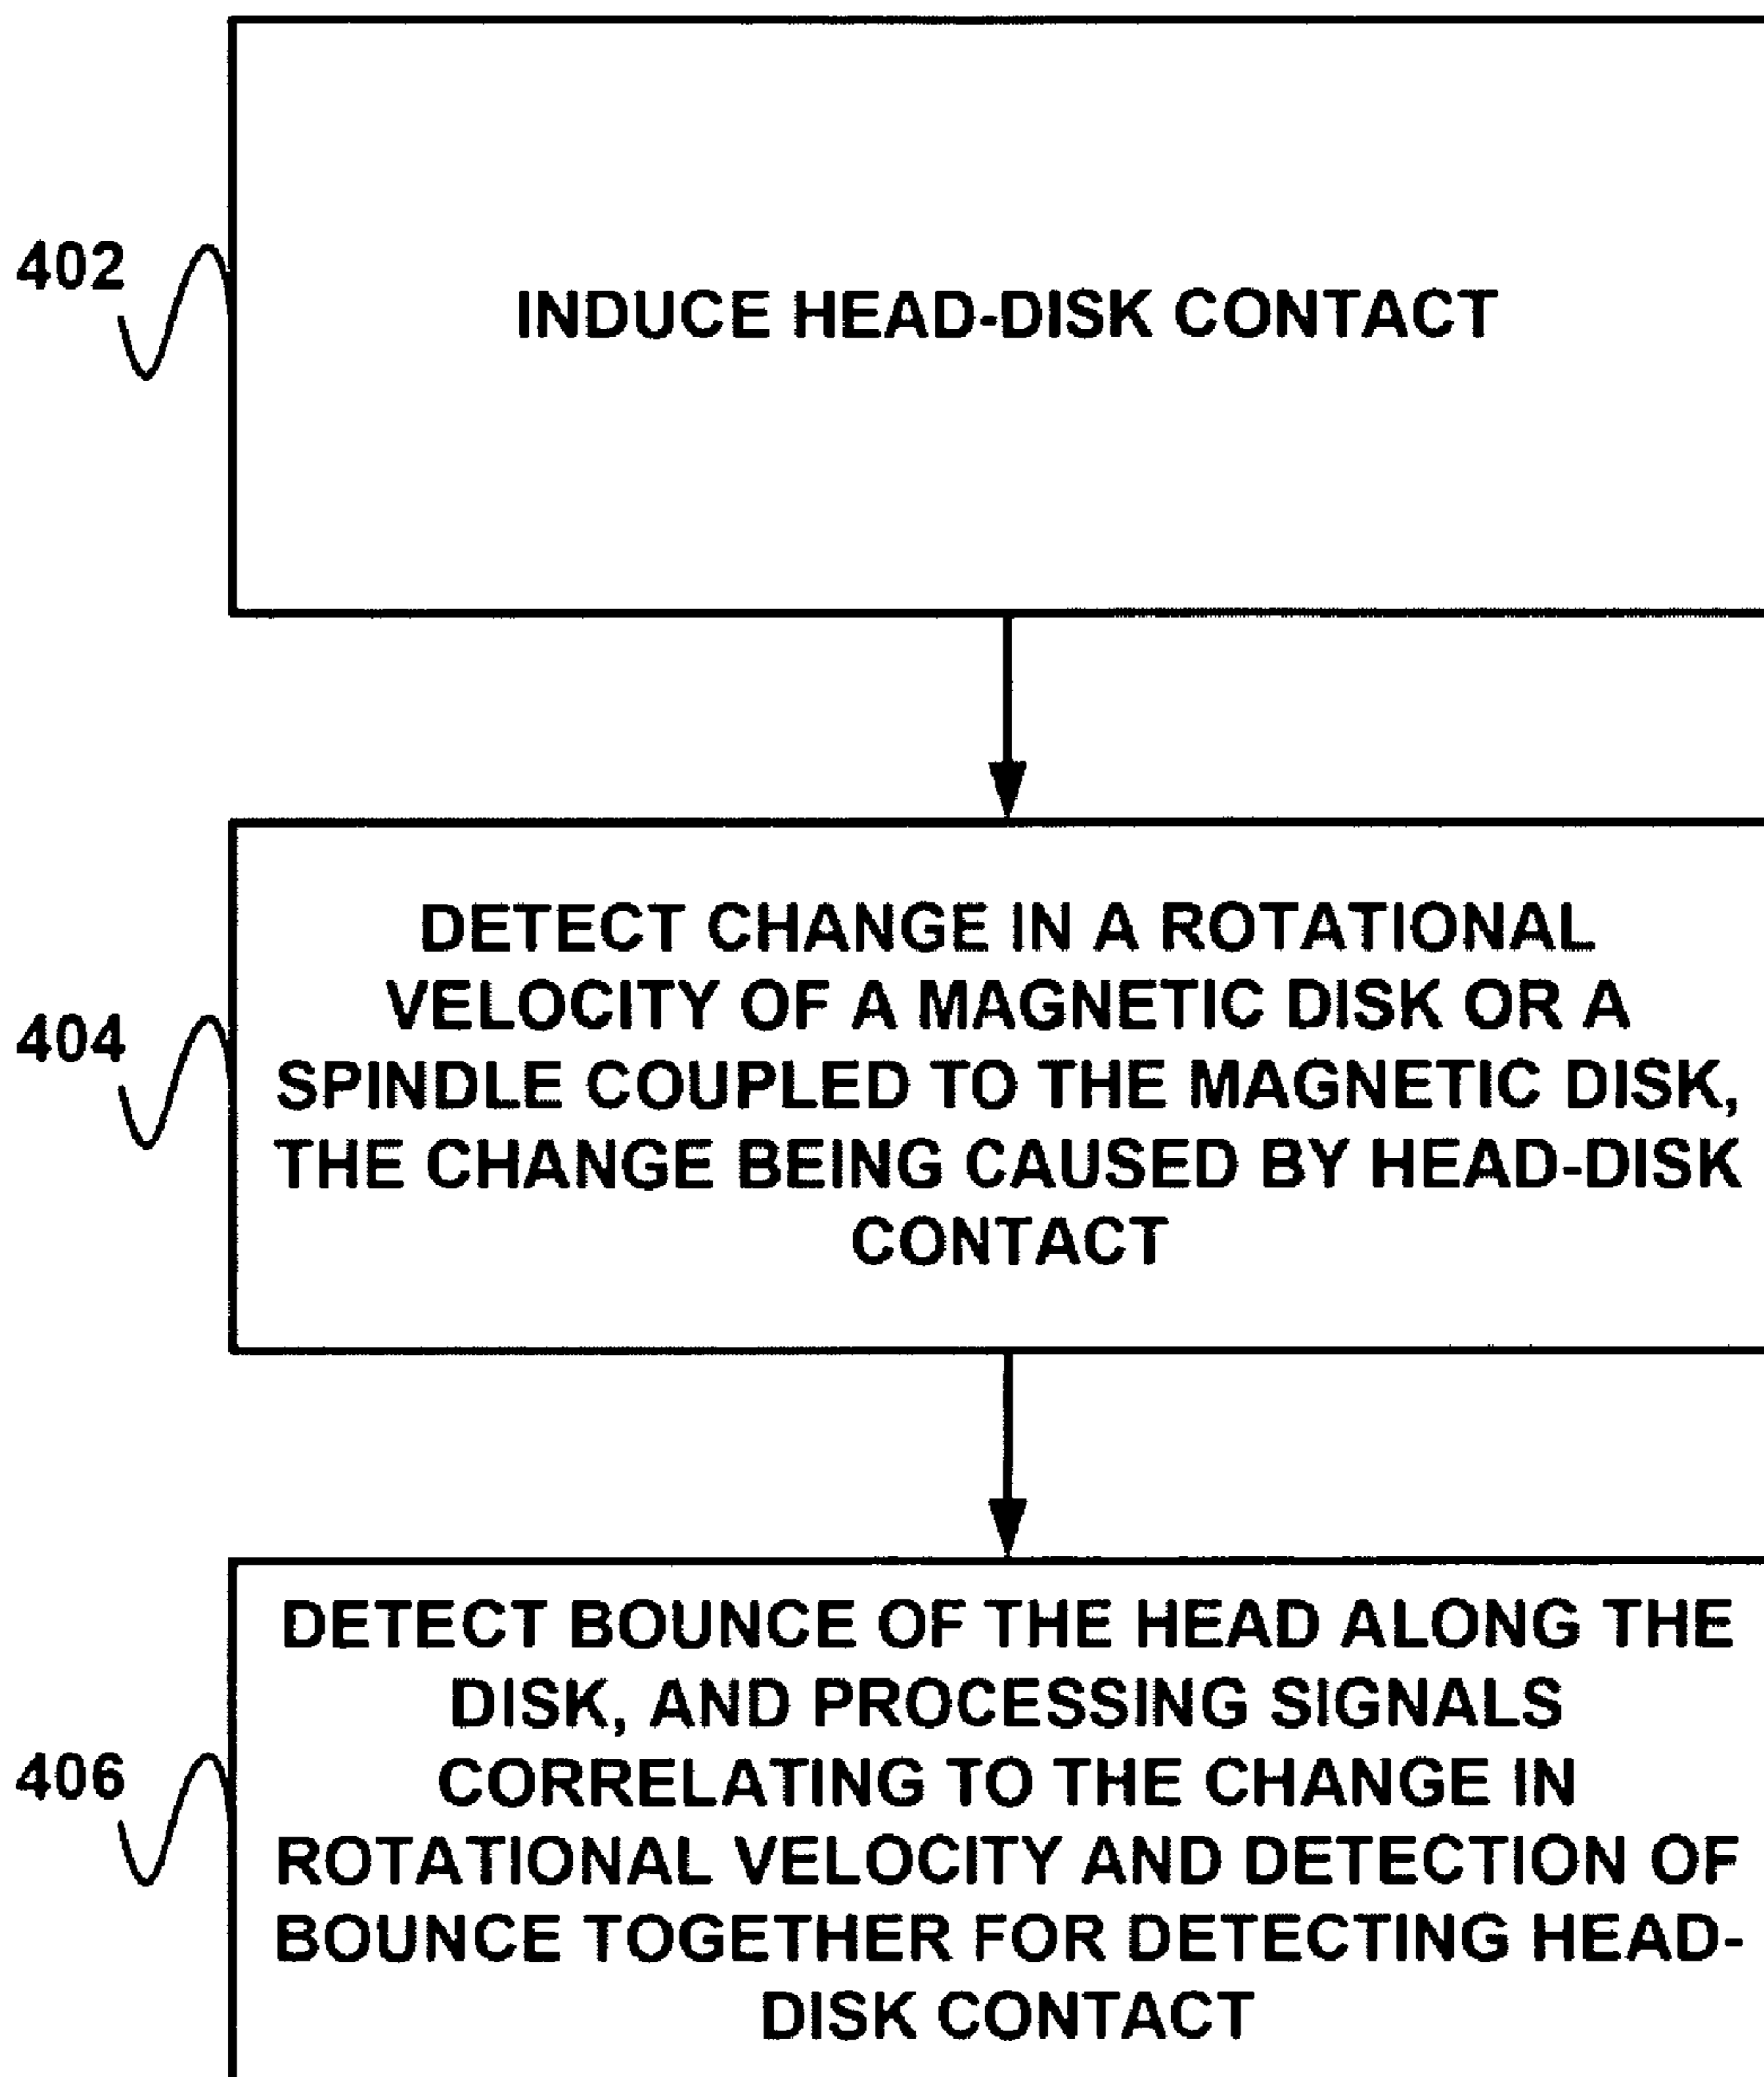 402
INDUCE HEAD-DISK CONTACT
404
DETECT CHANGE IN A ROTATIONAL
VELOCITY OF A MAGNETIC DISK OR A
SPINDLE COUPLED TO THE MAGNETIC DISK,
THE CHANGE BEING CAUSED BY HEAD-DISK
CONTACT
406
DETECT BOUNCE OF THE HEAD ALONG THE
DISK, AND PROCESSING SIGNALS
CORRELATING TO THE CHANGE IN
ROTATIONAL VELOCITY AND DETECTION OF
BOUNCE TOGETHER FOR DETECTING HEAD-
DISK CONTACT